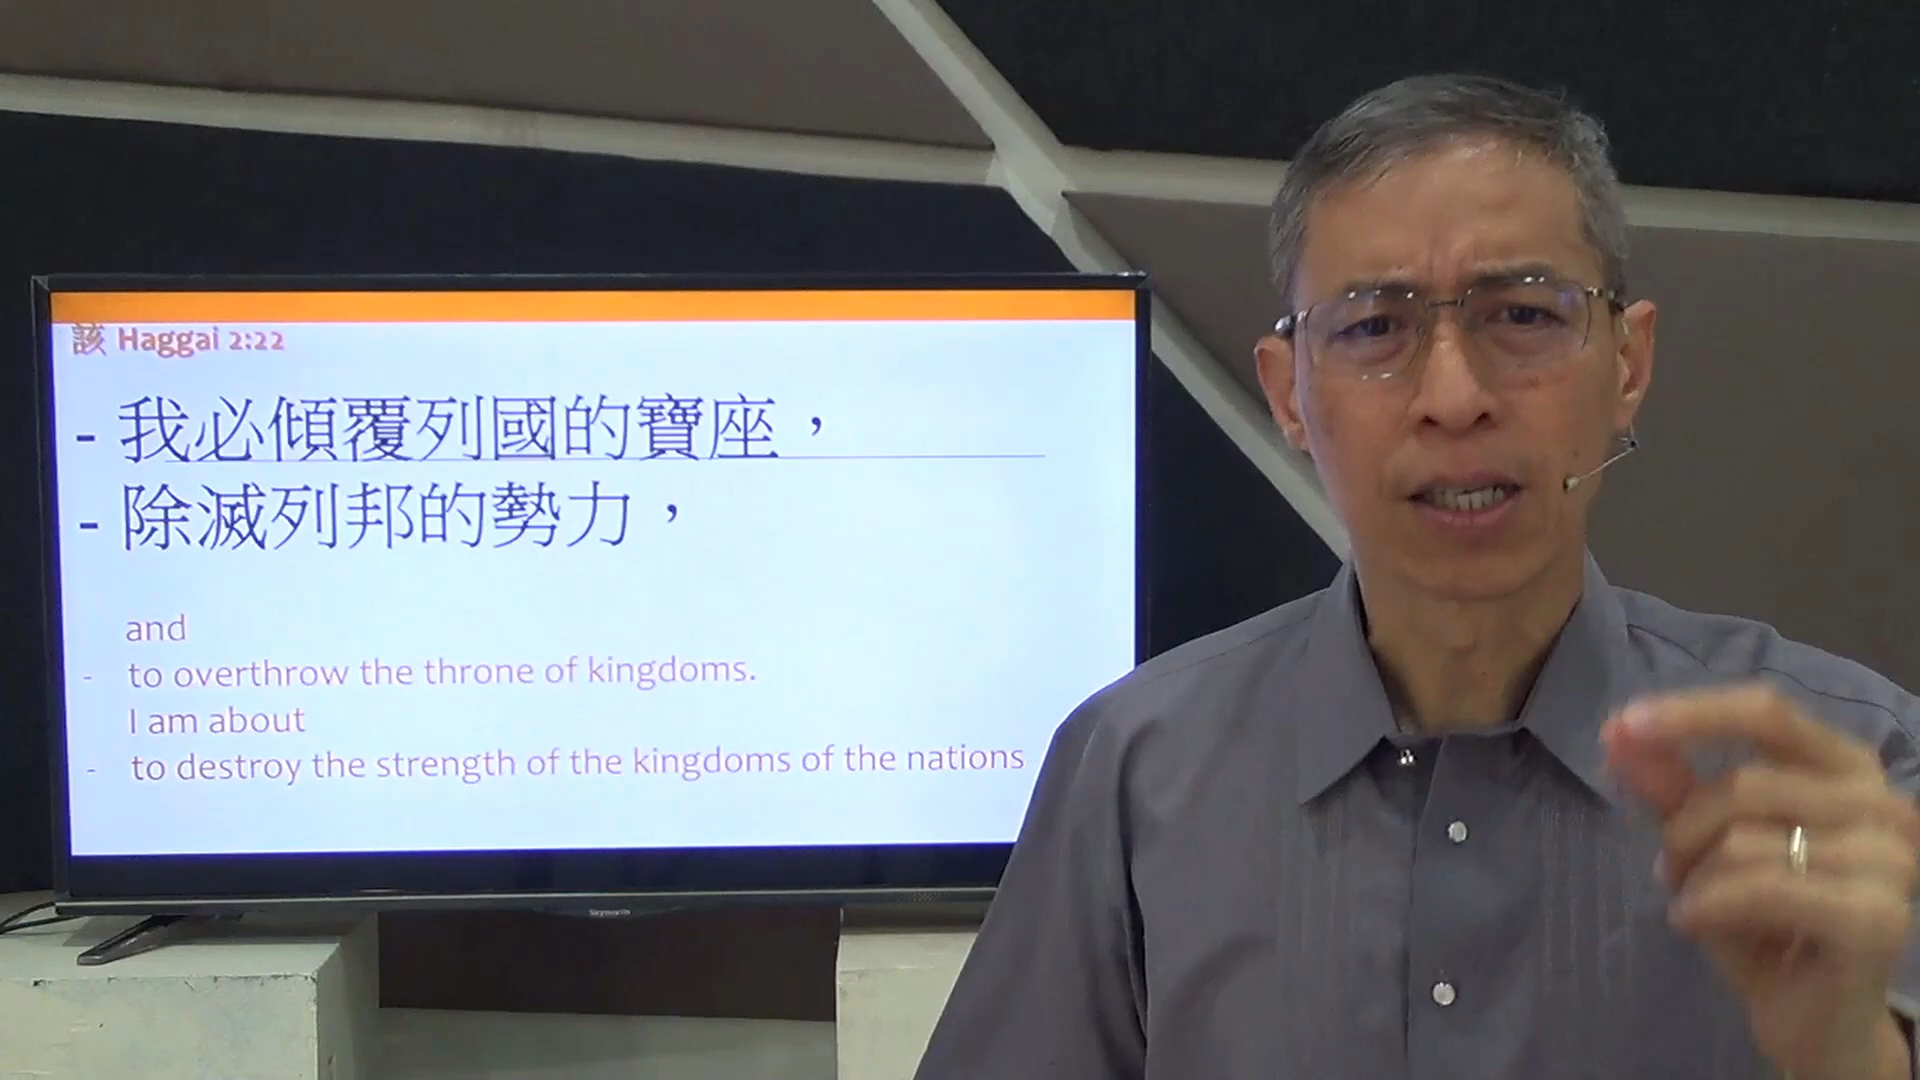 該 Haggai 2:22
- 我必傾覆列國的寶座，
- 除滅列邦的勢力，
and
- to overthrow the throne of kingdoms.
I am about
- to destroy the strength of the kingdoms of the nations
Skyworth